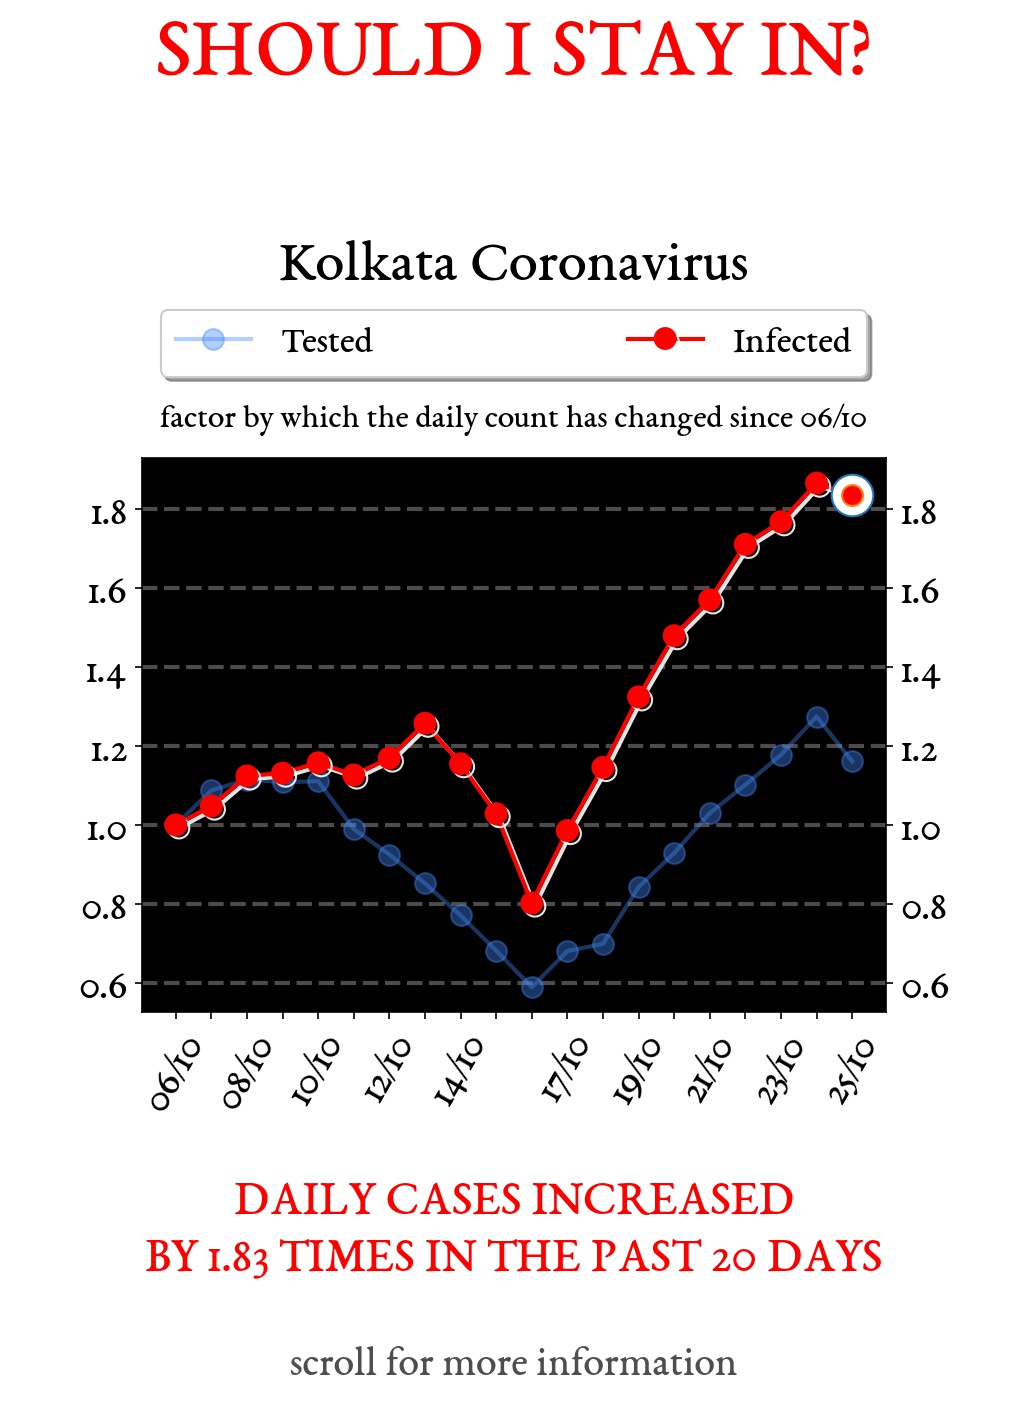 SHOULD I STAY IN?
Kolkata Coronavirus
Tested Infected
factor by which the daily count has changed since 06/10
1.8 1.8
1.6 1.6
1.4 1.4
1.2 1.2
1.0 1.0
0.8 0.8
0.6 0.6
06/10 08/10 10/10 12/10 14/10 17/10 19/10 21/10 23/10 25/10
DAILY CASES INCREASED
BY 1.83 TIMES IN THE PAST 20 DAYS
scroll for more information